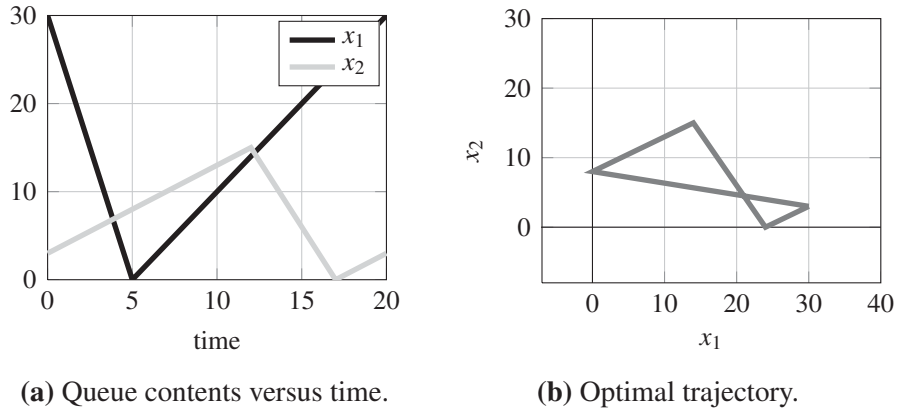 30
20
10
0
0 5 10 15 20
time
x₁
x₂
(a) Queue contents versus time.
30
20
10
0
0 10 20 30 40
x₂
x₁
(b) Optimal trajectory.